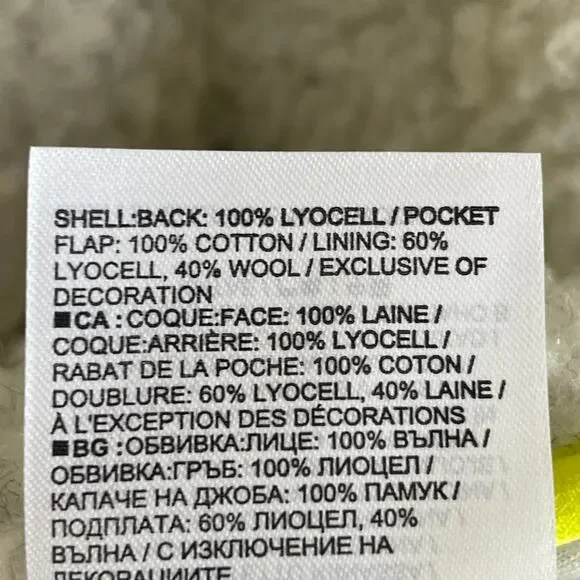 SHELL:BACK: 100% LYOCELL / POCKET
FLAP: 100% COTTON / LINING: 60%
LYOCELL, 40% WOOL / EXCLUSIVE OF
DECORATION
■CA :COQUE:FACE: 100% LAINE /
COQUE:ARRIÈRE: 100% LYOCELL /
RABAT DE LA POCHE: 100% COTON /
DOUBLURE: 60% LYOCELL, 40% LAINE /
À L'EXCEPTION DES DÉCORATIONS
■BG :ОБВИВКА:ЛИЦЕ: 100% ВЪЛНА /
ОБВИВКА:ГРЪБ: 100% ЛИОЦЕЛ /
КАПАЧЕ НА ДЖОБА: 100% ПАМУК /
ПОДПЛАТА: 60% ЛИОЦЕЛ, 40%
ВЪЛНА / С ИЗКЛЮЧЕНИЕ НА
ДЕКОРАЦИИТЕ